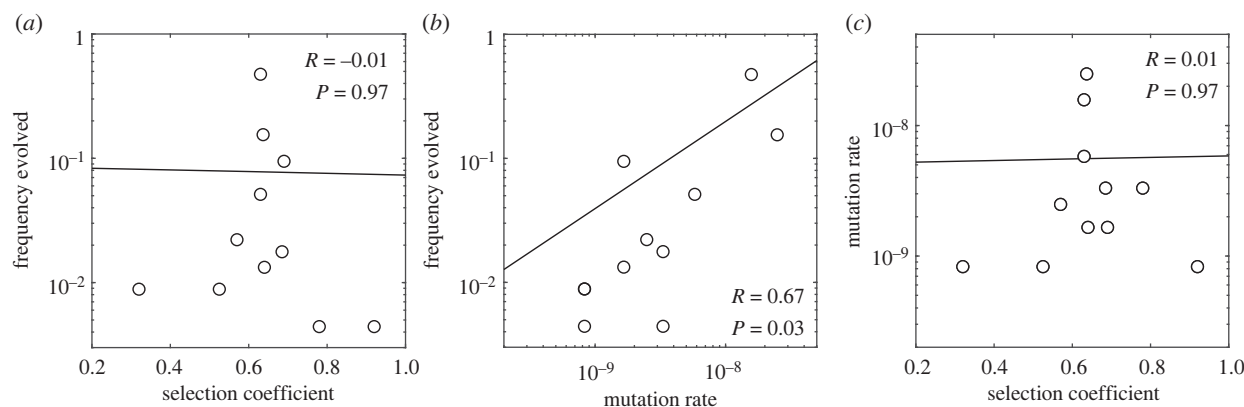 (a)
1
10⁻¹
10⁻²
frequency evolved
R = –0.01
P = 0.97
0.2 0.4 0.6 0.8 1.0
selection coefficient
(b)
1
10⁻¹
10⁻²
frequency evolved
R = 0.67
P = 0.03
10⁻⁹ 10⁻⁸
mutation rate
(c)
10⁻⁸
10⁻⁹
mutation rate
R = 0.01
P = 0.97
0.2 0.4 0.6 0.8 1.0
selection coefficient